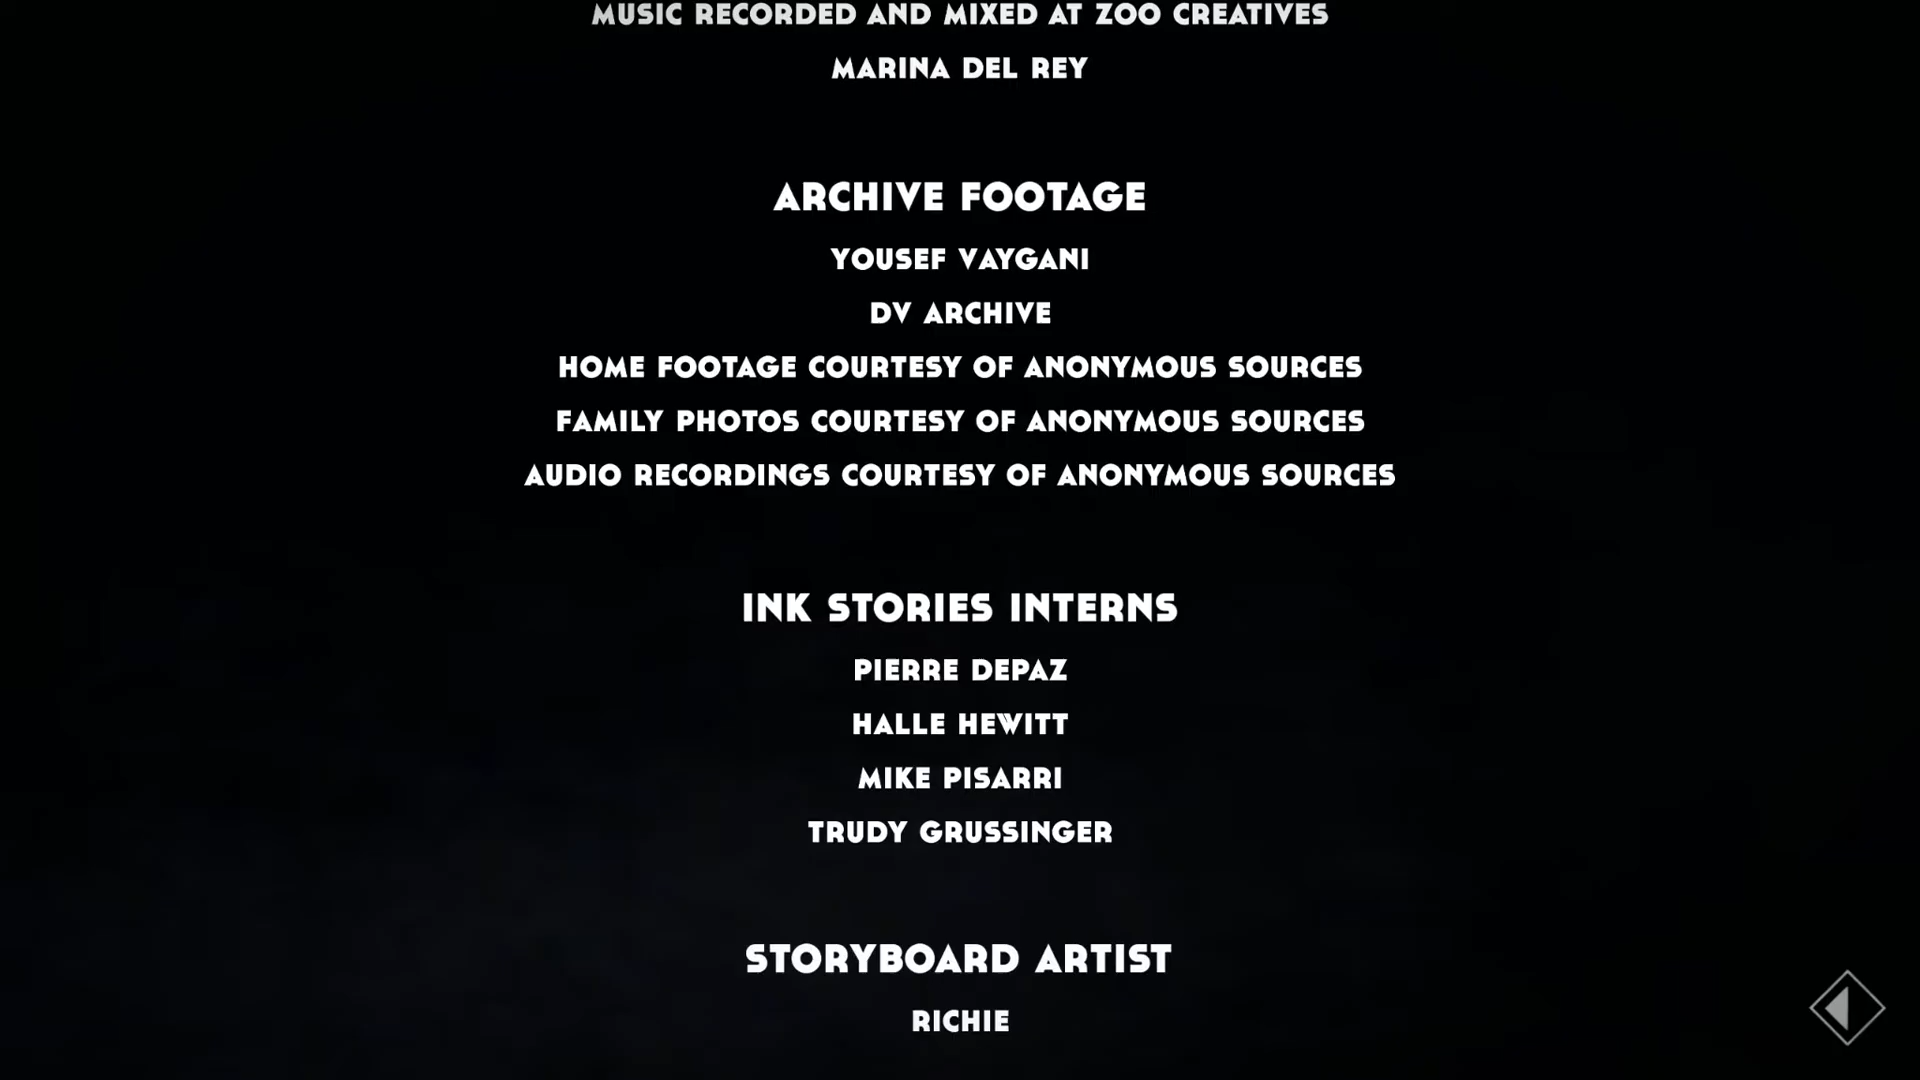 MUSIC RECORDED AND MIXED AT ZOO CREATIVES
MARINA DEL REY
ARCHIVE FOOTAGE
YOUSEF VAYGANI
DV ARCHIVE
HOME FOOTAGE COURTESY OF ANONYMOUS SOURCES
FAMILY PHOTOS COURTESY OF ANONYMOUS SOURCES
AUDIO RECORDINGS COURTESY OF ANONYMOUS SOURCES
INK STORIES INTERNS
PIERRE DEPAZ
HALLE HEWITT
MIKE PISARRI
TRUDY GRUSSINGER
STORYBOARD ARTIST
RICHIE